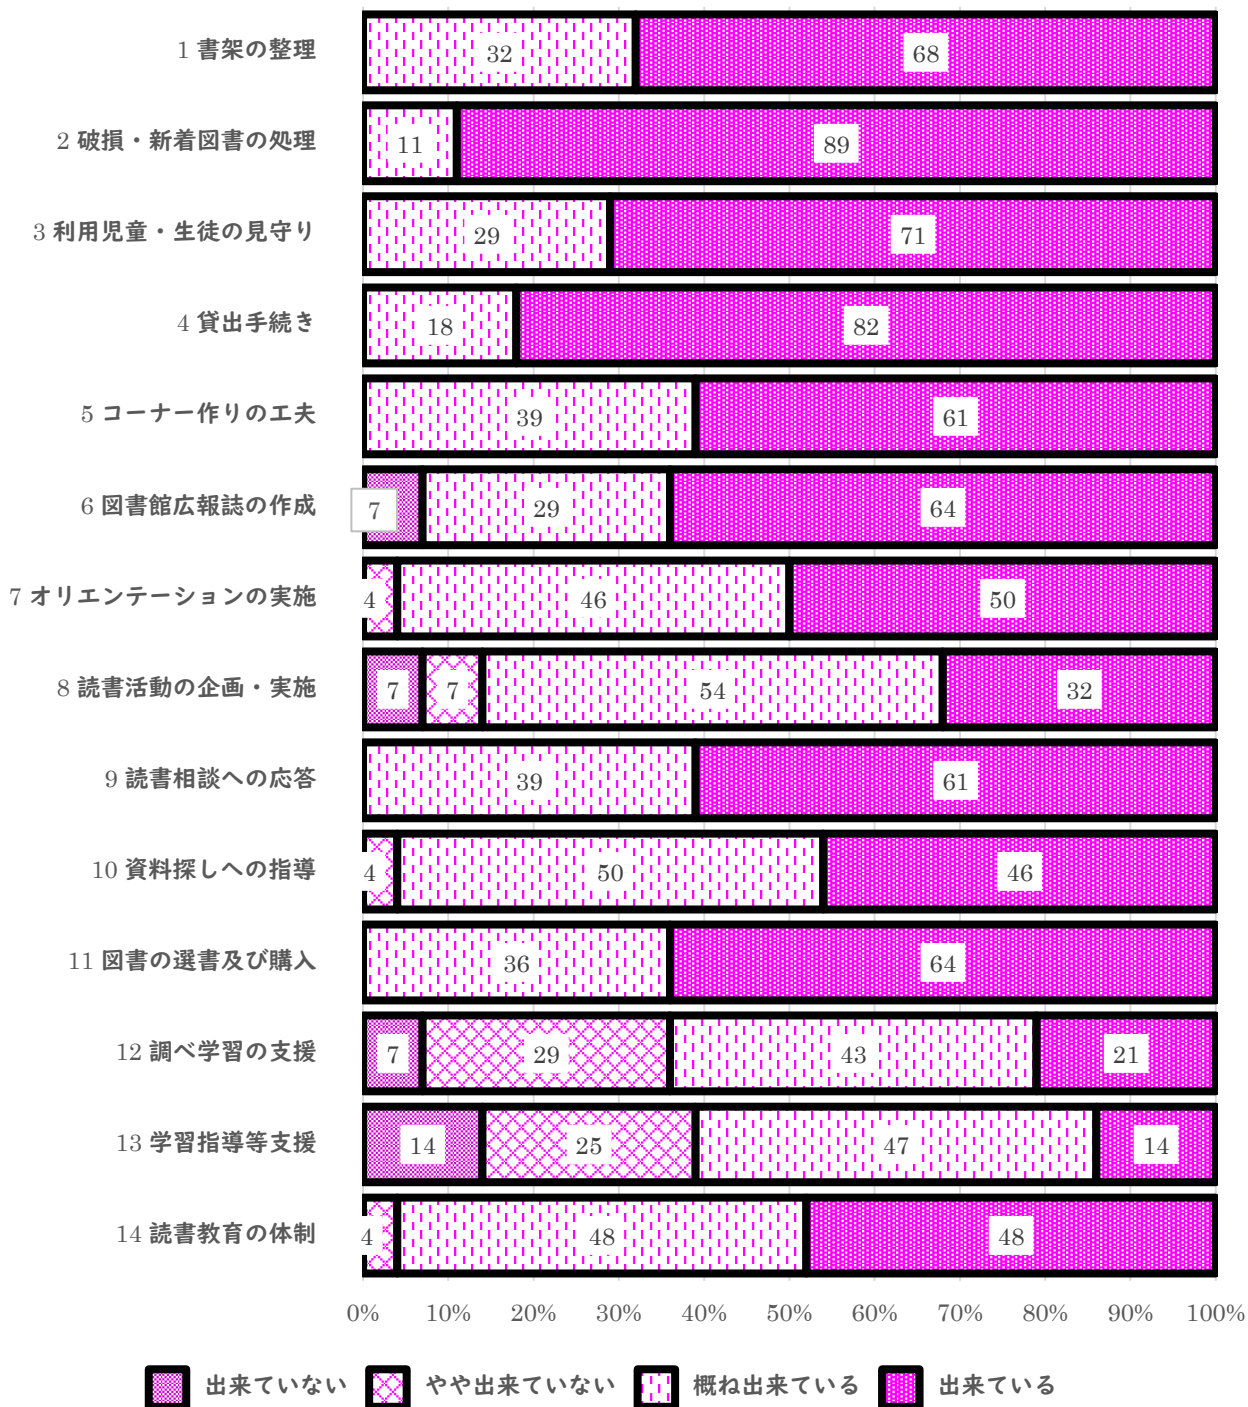 1 書架の整理 32 68
2 破損・新着図書の処理 11 89
3 利用児童・生徒の見守り 29 71
4 貸出手続き 18 82
5 コーナー作りの工夫 39 61
6 図書館広報誌の作成 7 29 64
7 オリエンテーションの実施 4 46 50
8 読書活動の企画・実施 7 7 54 32
9 読書相談への応答 39 61
10 資料探しへの指導 4 50 46
11 図書の選書及び購入 36 64
12 調べ学習の支援 7 29 43 21
13 学習指導等支援 14 25 47 14
14 読書教育の体制 4 48 48
0% 10% 20% 30% 40% 50% 60% 70% 80% 90% 100%
出来ていない やや出来ていない 概ね出来ている 出来ている